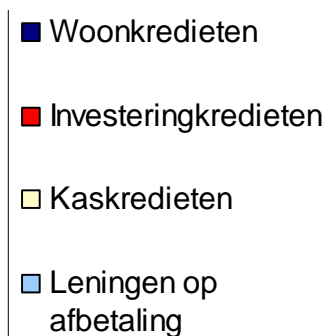 Woonkredieten
Investeringkredieten
Kaskredieten
Leningen op
afbetaling